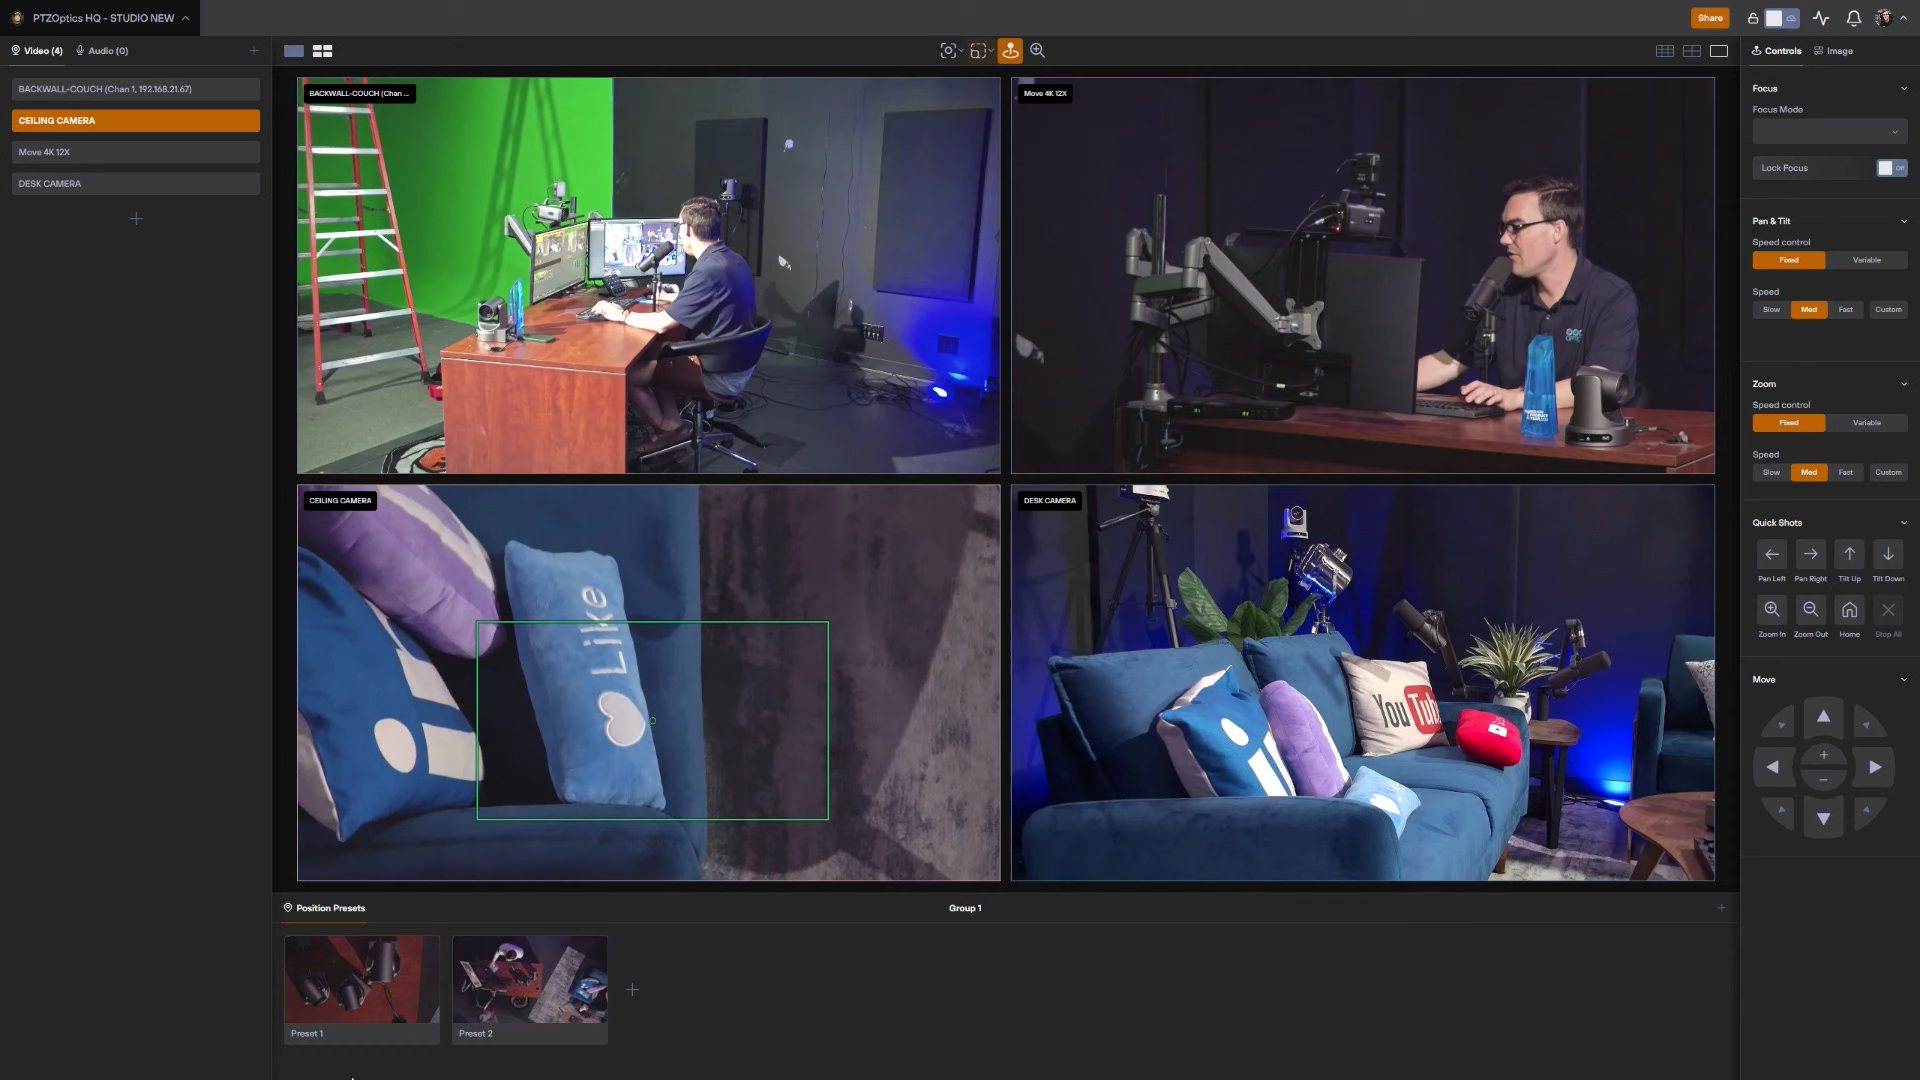 PTZOptics HQ - STUDIO NEW
Share
Video (4)
Audio (0)
Controls
Image
BACKWALL-COUCH (Chan 1, 192.168.21.67)
CEILING CAMERA
Move 4K 12X
DESK CAMERA
BACKWALL-COUCH (Chan ...
Move 4K 12X
CEILING CAMERA
Like
DESK CAMERA
You Tube
Focus
Focus Mode
Lock Focus
Off
Pan & Tilt
Speed control
Fixed
Variable
Speed
Slow
Med
Fast
Custom
Zoom
Speed control
Fixed
Variable
Speed
Slow
Med
Fast
Custom
Quick Shots
Pan Left
Pan Right
Tilt Up
Tilt Down
Zoom In
Zoom Out
Home
Stop All
Move
Position Presets
Group 1
Preset 1
Preset 2